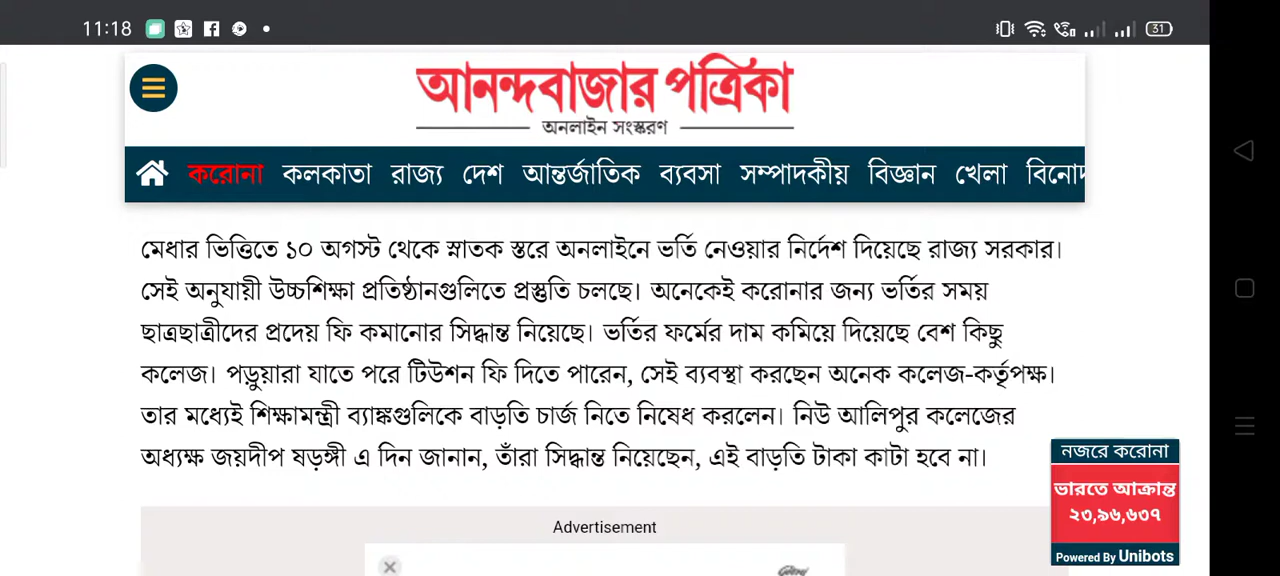 11:18
31
আনন্দবাজার পত্রিকা
অনলাইন সংস্করণ
করোনা কলকাতা রাজ্য দেশ আন্তর্জাতিক ব্যবসা সম্পাদকীয় বিজ্ঞান খেলা বিনোদ
মেধার ভিত্তিতে ১০ অগস্ট থেকে স্নাতক স্তরে অনলাইনে ভর্তি নেওয়ার নির্দেশ দিয়েছে রাজ্য সরকার।
সেই অনুযায়ী উচ্চশিক্ষা প্রতিষ্ঠানগুলিতে প্রস্তুতি চলছে। অনেকেই করোনার জন্য ভর্তির সময়
ছাত্রছাত্রীদের প্রদেয় ফি কমানোর সিদ্ধান্ত নিয়েছে। ভর্তির ফর্মের দাম কমিয়ে দিয়েছে বেশ কিছু
কলেজ। পড়ুয়ারা যাতে পরে টিউশন ফি দিতে পারেন, সেই ব্যবস্থা করছেন অনেক কলেজ-কর্তৃপক্ষ।
তার মধ্যেই শিক্ষামন্ত্রী ব্যাঙ্কগুলিকে বাড়তি চার্জ নিতে নিষেধ করলেন। নিউ আলিপুর কলেজের
অধ্যক্ষ জয়দীপ ষড়ঙ্গী এ দিন জানান, তাঁরা সিদ্ধান্ত নিয়েছেন, এই বাড়তি টাকা কাটা হবে না।
নজরে করোনা
ভারতে আক্রান্ত
২৩,৯৬,৬৩৭
Powered By Unibots
Advertisement